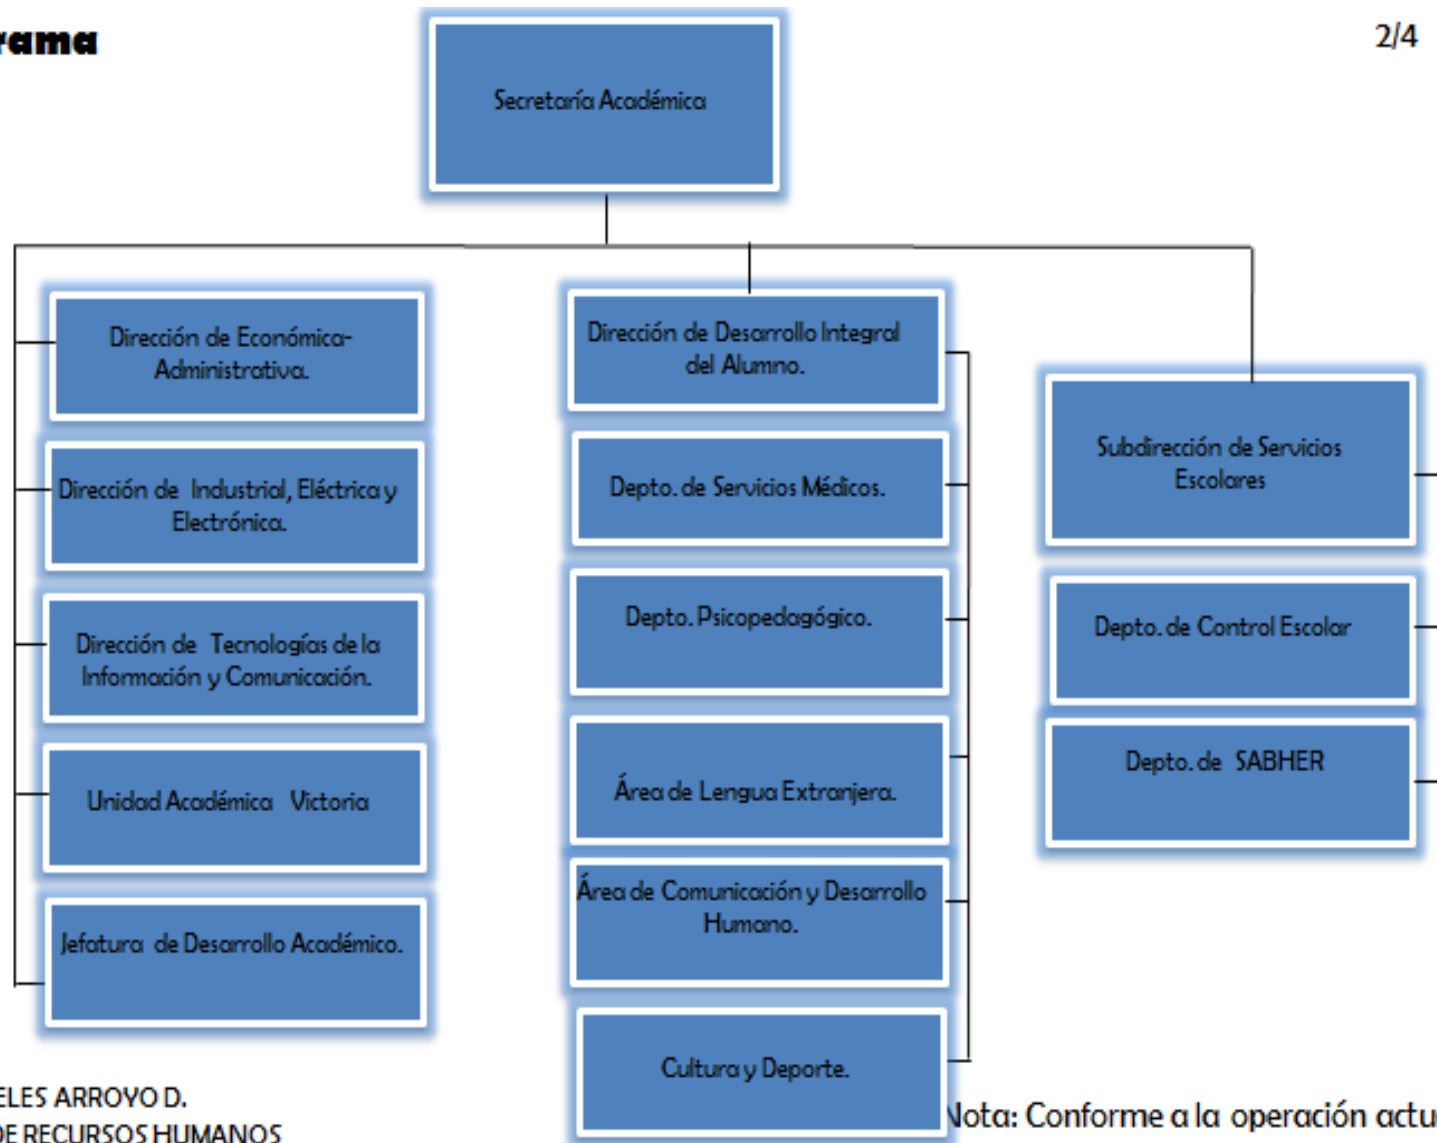 rama
2/4
Secretaría Académica
Dirección de Económica-
Administrativa.
Dirección de Industrial, Eléctrica y
Electrónica.
Dirección de Tecnologías de la
Información y Comunicación.
Unidad Académica Victoria
Jefatura de Desarrollo Académico.
Dirección de Desarrollo Integral
del Alumno.
Depto. de Servicios Médicos.
Depto. Psicopedagógico.
Área de Lengua Extranjera.
Área de Comunicación y Desarrollo
Humano.
Cultura y Deporte.
Subdirección de Servicios
Escolares
Depto. de Control Escolar
Depto. de SABHER
ELES ARROYO D.
DE RECURSOS HUMANOS
Nota: Conforme a la operación actu